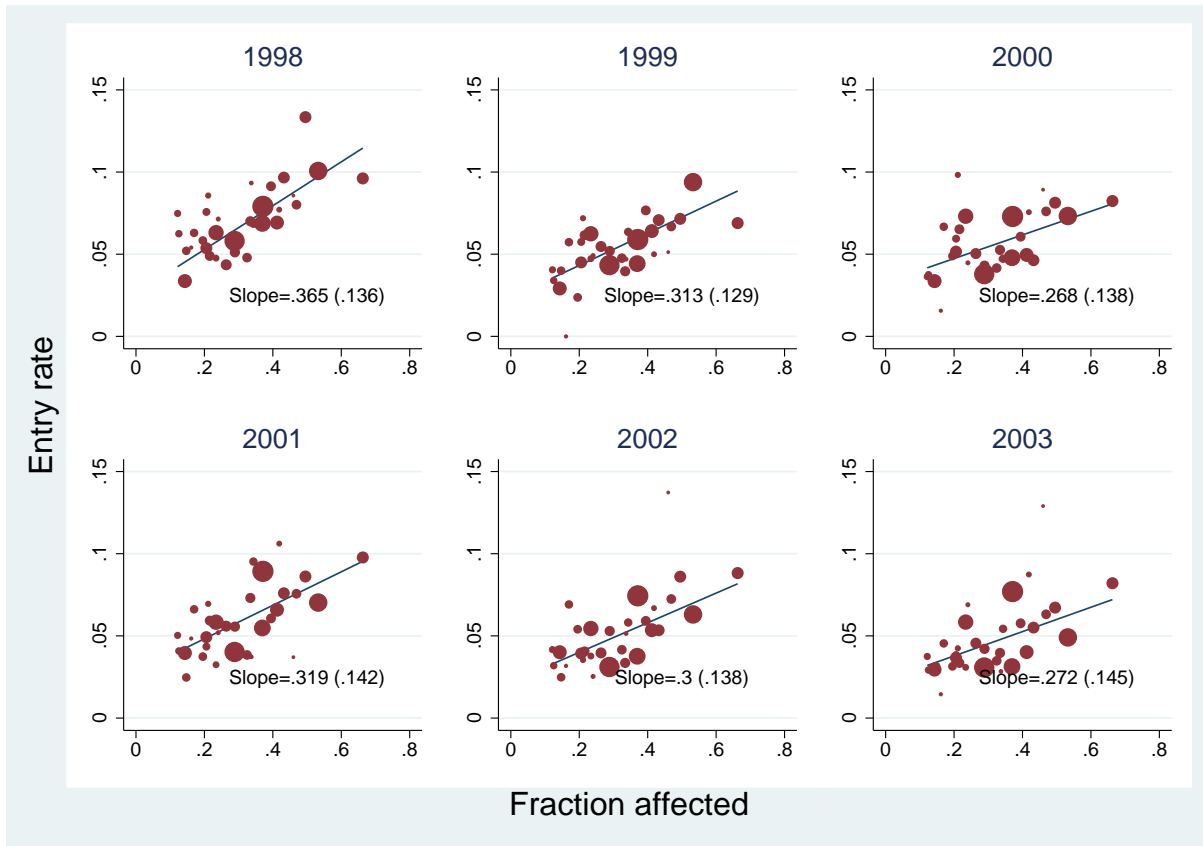 1998
1999
2000
.15
.1
.05
0
Slope=.365 (.136)
0 .2 .4 .6 .8
.15
.1
.05
0
Slope=.313 (.129)
0 .2 .4 .6 .8
.15
.1
.05
0
Slope=.268 (.138)
0 .2 .4 .6 .8
Entry rate
2001
2002
2003
.15
.1
.05
0
Slope=.319 (.142)
0 .2 .4 .6 .8
.15
.1
.05
0
Slope=.3 (.138)
0 .2 .4 .6 .8
.15
.1
.05
0
Slope=.272 (.145)
0 .2 .4 .6 .8
Fraction affected